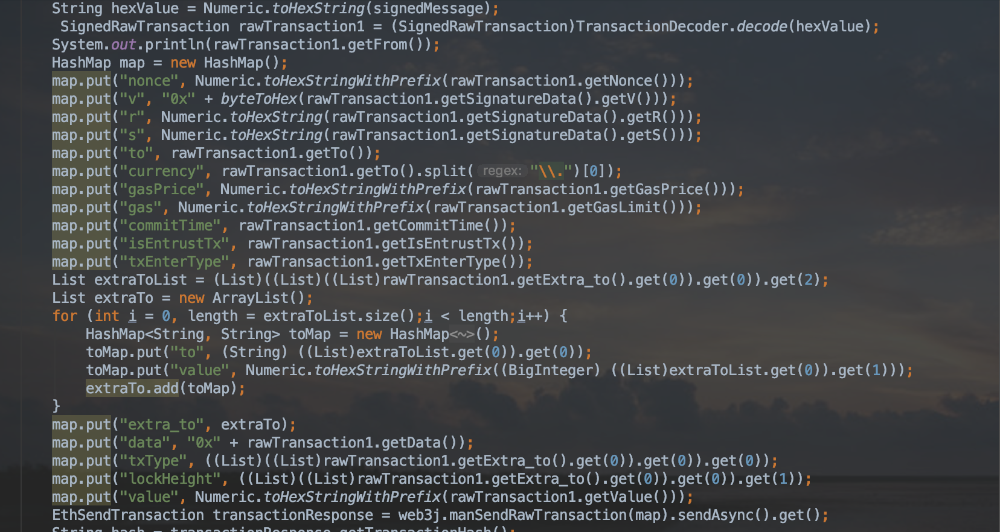 String hexValue = Numeric.toHexString(signedMessage);
SignedRawTransaction rawTransaction1 = (SignedRawTransaction)TransactionDecoder.decode(hexValue);
System.out.println(rawTransaction1.getFrom());
HashMap map = new HashMap();
map.put("nonce", Numeric.toHexStringWithPrefix(rawTransaction1.getNonce()));
map.put("v", "0x" + byteToHex(rawTransaction1.getSignatureData().getV()));
map.put("r", Numeric.toHexString(rawTransaction1.getSignatureData().getR()));
map.put("s", Numeric.toHexString(rawTransaction1.getSignatureData().getS()));
map.put("to", rawTransaction1.getTo());
map.put("currency", rawTransaction1.getTo().split( regex: "\\.")[0]);
map.put("gasPrice", Numeric.toHexStringWithPrefix(rawTransaction1.getGasPrice()));
map.put("gas", Numeric.toHexStringWithPrefix(rawTransaction1.getGasLimit()));
map.put("commitTime", rawTransaction1.getCommitTime());
map.put("isEntrustTx", rawTransaction1.getIsEntrustTx());
map.put("txEnterType", rawTransaction1.getTxEnterType());
List extraToList = (List)((List)((List)rawTransaction1.getExtra_to().get(0)).get(0)).get(2);
List extraTo = new ArrayList();
for (int i = 0, length = extraToList.size();i < length;i++) {
HashMap<String, String> toMap = new HashMap<~>();
toMap.put("to", (String) ((List)extraToList.get(0)).get(0));
toMap.put("value", Numeric.toHexStringWithPrefix((BigInteger) ((List)extraToList.get(0)).get(1)));
extraTo.add(toMap);
}
map.put("extra_to", extraTo);
map.put("data", "0x" + rawTransaction1.getData());
map.put("txType", ((List)((List)rawTransaction1.getExtra_to().get(0)).get(0)).get(0));
map.put("lockHeight", ((List)((List)rawTransaction1.getExtra_to().get(0)).get(0)).get(1));
map.put("value", Numeric.toHexStringWithPrefix(rawTransaction1.getValue()));
EthSendTransaction transactionResponse = web3j.manSendRawTransaction(map).sendAsync().get();
String hash = transactionResponse.getTransactionHash();